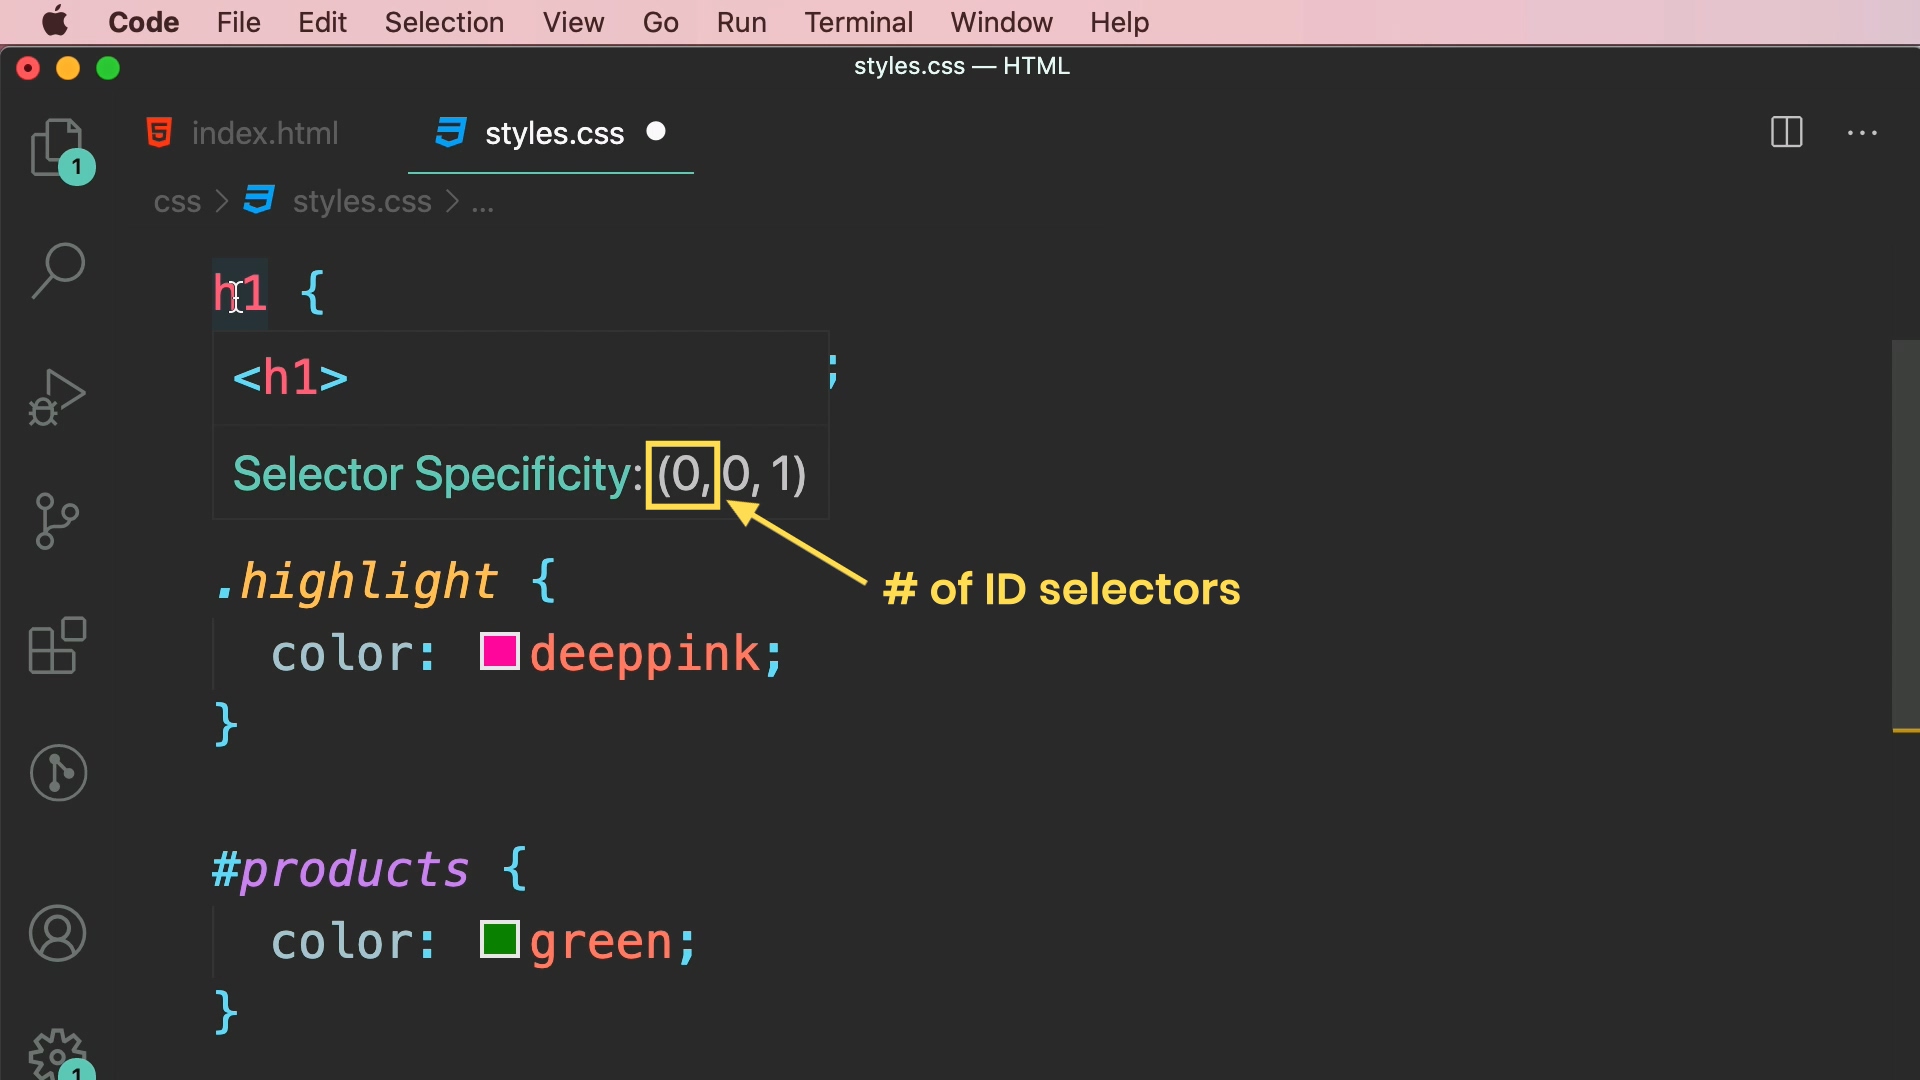 Code File Edit Selection View Go Run Terminal Window Help
styles.css — HTML
index.html styles.css
1
css > styles.css > ...
h1 {
<h1>
;
Selector Specificity: (0, 0, 1)
# of ID selectors
.highlight {
color: deeppink;
}
#products {
color: green;
}
1